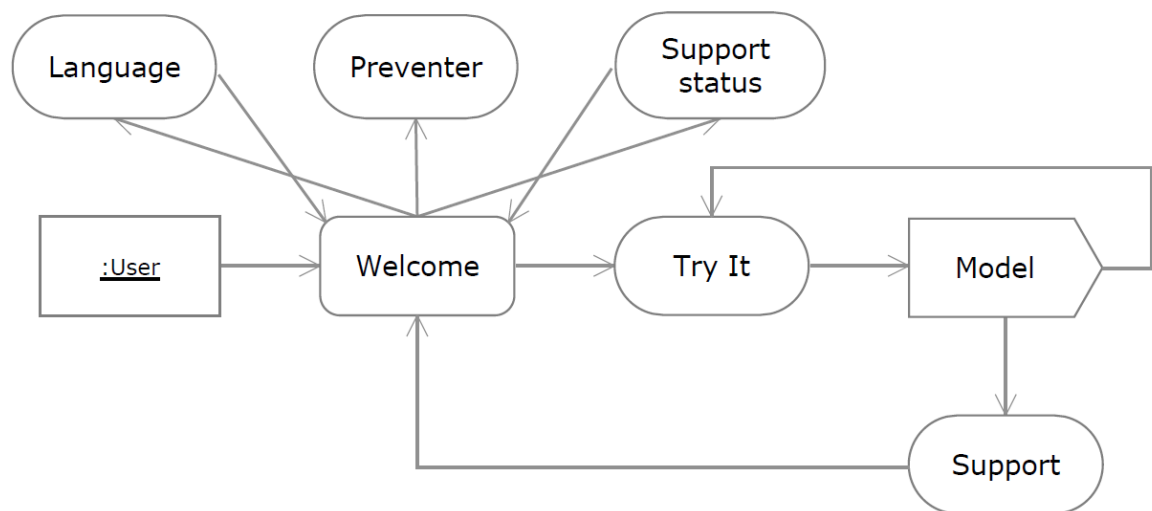 Language
Preventer
Support
status
:User
Welcome
Try It
Model
Support